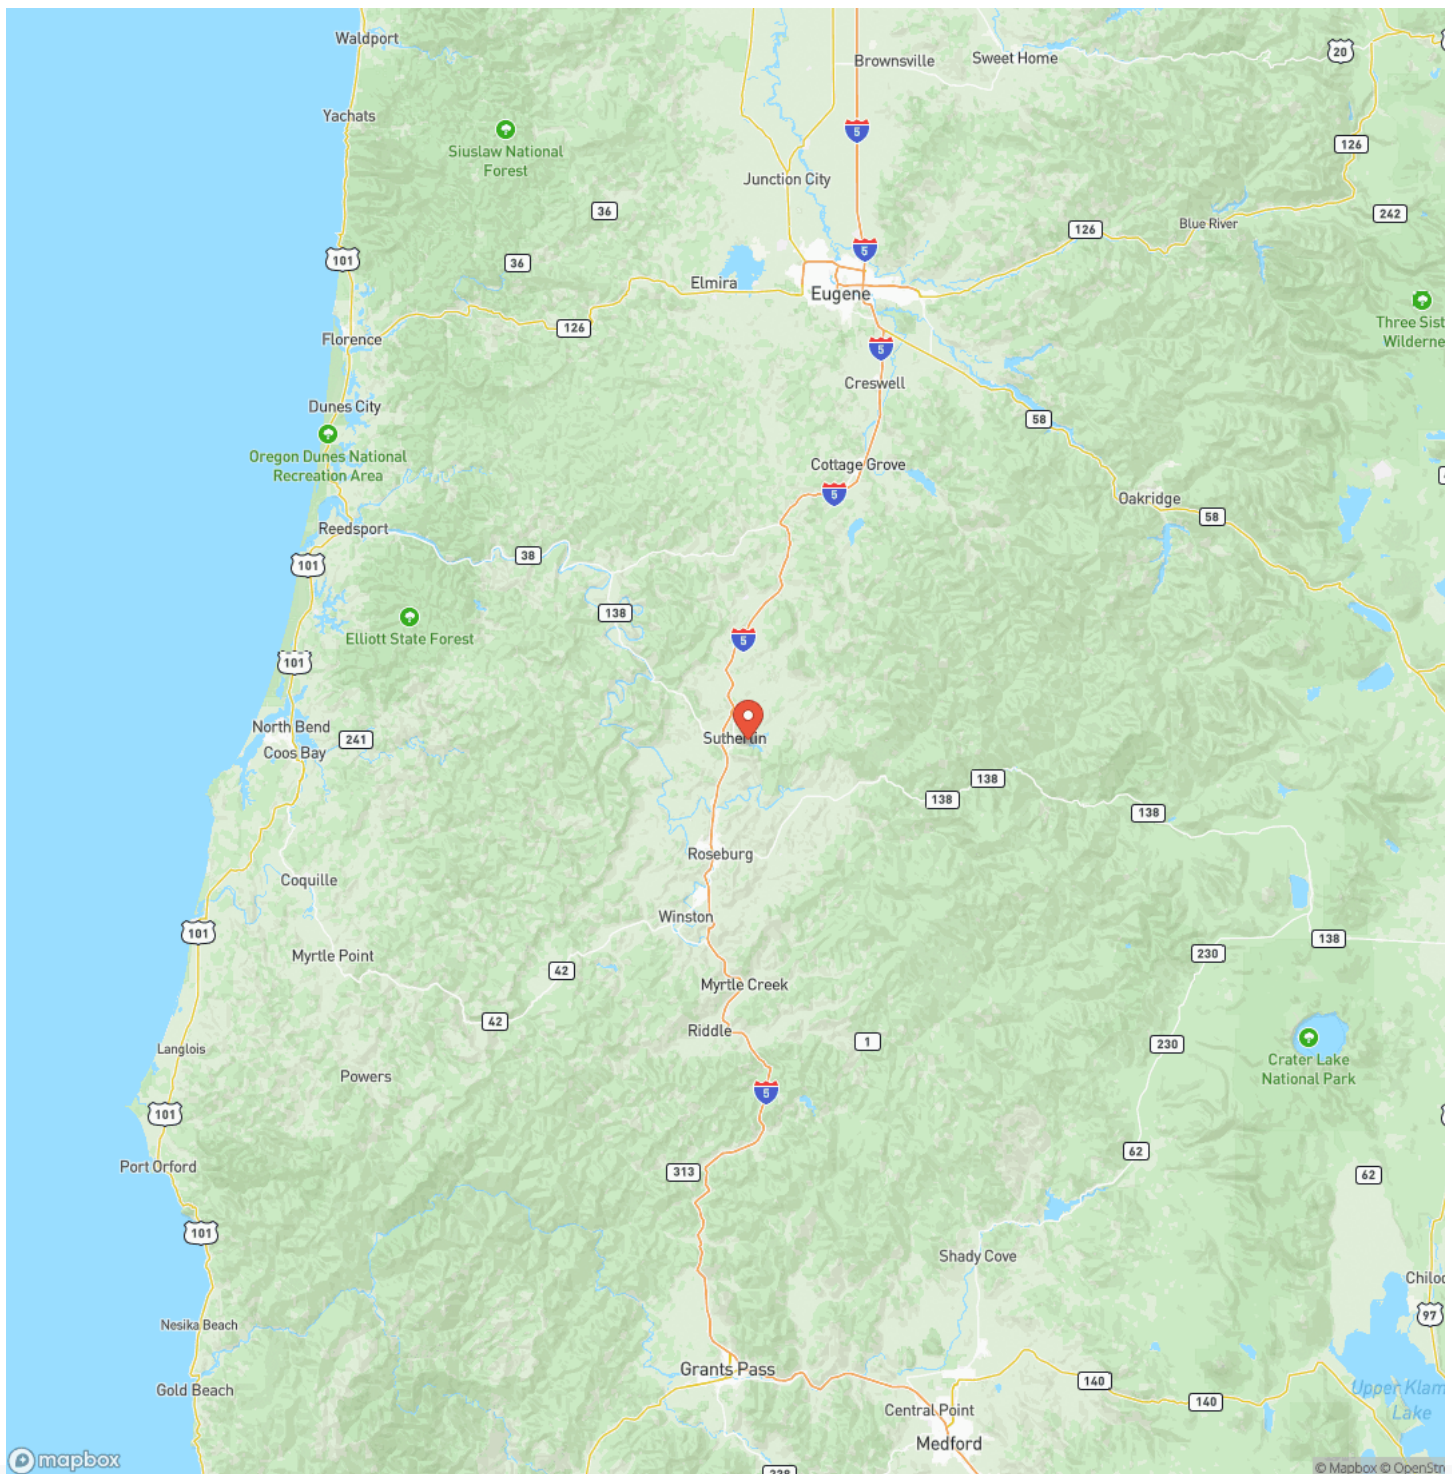 Waldport
Brownsville
Sweet Home
20
Yachats
Siuslaw National
Forest
5
126
Junction City
36
242
Blue River
126
101
36
5
Elmira
Eugene
Three Sist
Wilderne
126
Florence
5
Creswell
Dunes City
58
Oregon Dunes National
Recreation Area
Cottage Grove
5
Oakridge
58
Reedsport
38
101
138
Elliott State Forest
5
101
North Bend
Coos Bay
241
Sutherlin
138
138
138
Roseburg
Coquille
Winston
101
138
230
Myrtle Point
42
Myrtle Creek
42
Riddle
1
230
Crater Lake
National Park
Langlois
Powers
5
101
62
Port Orford
313
62
101
Shady Cove
Chiloq
97
Nesika Beach
Grants Pass
140
Gold Beach
140
Upper Klam
Lake
Central Point
Medford
mapbox
238
© Mapbox © OpenStre